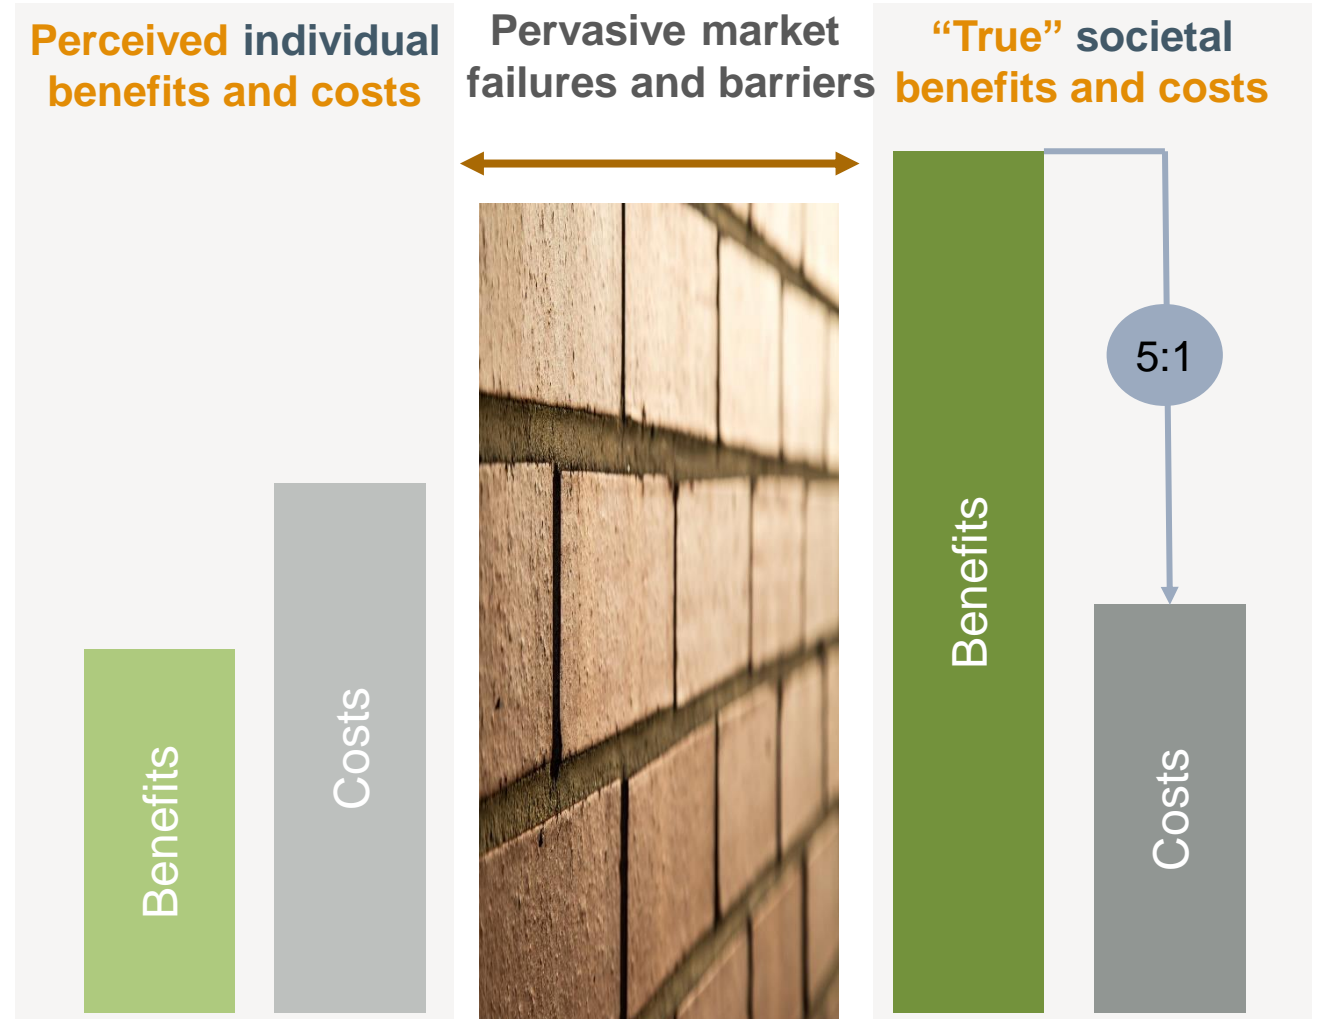 Perceived individual
benefits and costs
Benefits
Costs
Pervasive market
failures and barriers
“True” societal
benefits and costs
5:1
Benefits
Costs